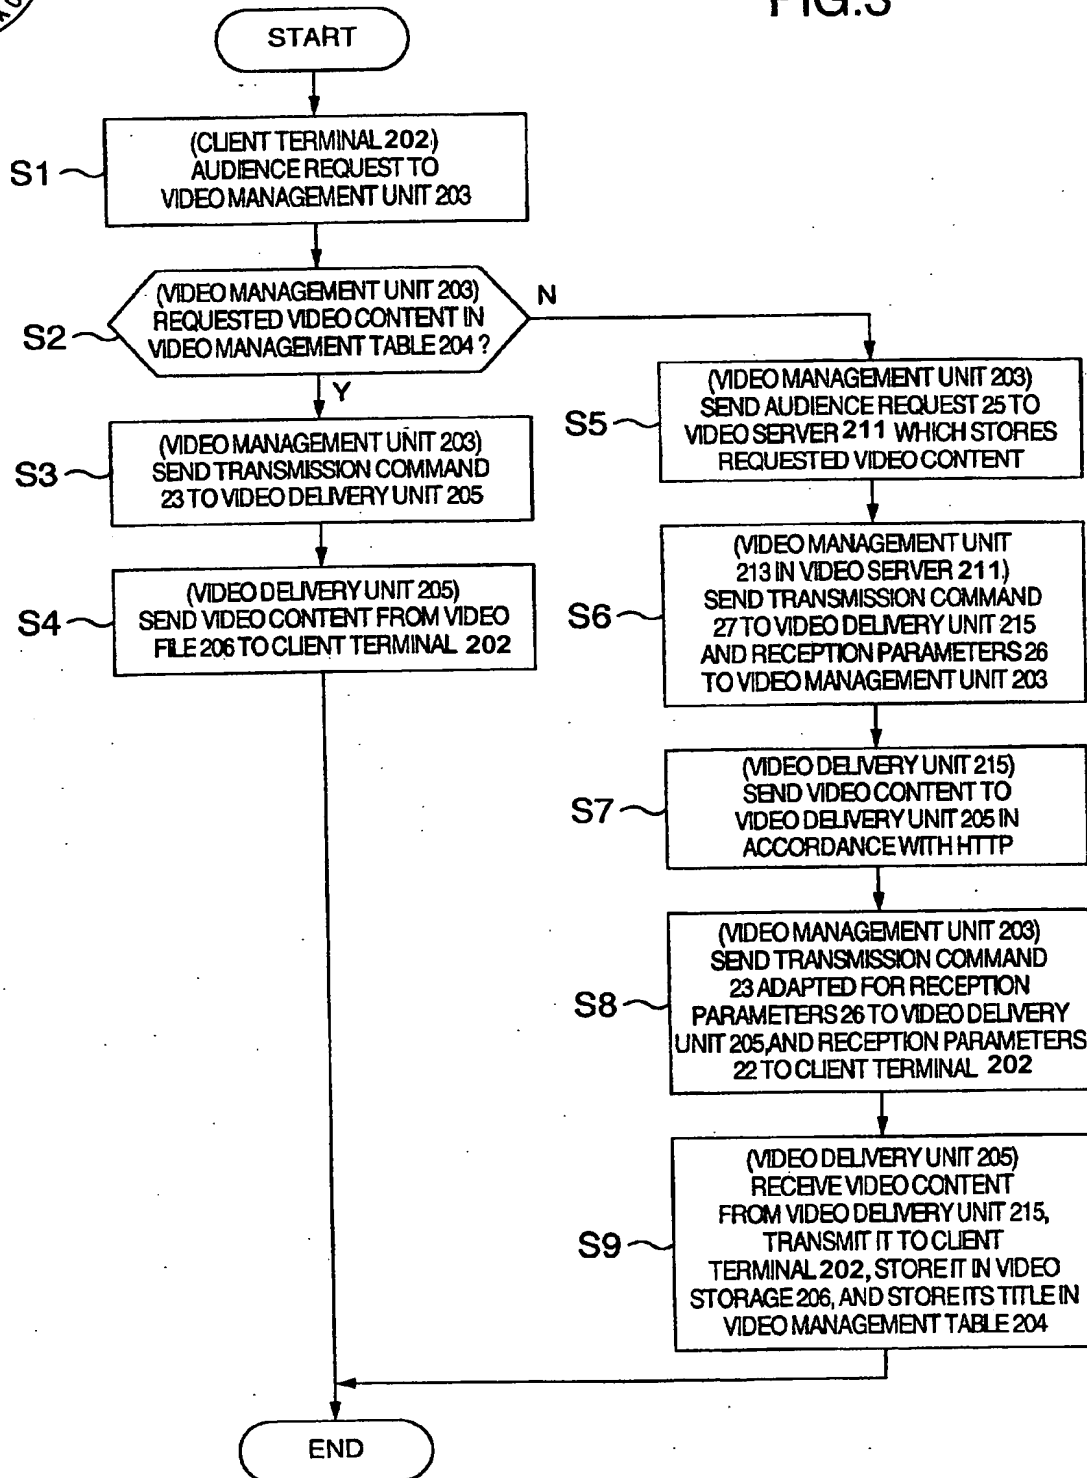 FIG.3
START
S1
(CLIENT TERMINAL 202)
AUDIENCE REQUEST TO
VIDEO MANAGEMENT UNIT 203
S2
(VIDEO MANAGEMENT UNIT 203)
REQUESTED VIDEO CONTENT IN
VIDEO MANAGEMENT TABLE 204 ?
N
Y
S3
(VIDEO MANAGEMENT UNIT 203)
SEND TRANSMISSION COMMAND
23 TO VIDEO DELIVERY UNIT 205
S4
(VIDEO DELIVERY UNIT 205)
SEND VIDEO CONTENT FROM VIDEO
FILE 206 TO CLIENT TERMINAL 202
S5
(VIDEO MANAGEMENT UNIT 203)
SEND AUDIENCE REQUEST 25 TO
VIDEO SERVER 211 WHICH STORES
REQUESTED VIDEO CONTENT
S6
(VIDEO MANAGEMENT UNIT
213 IN VIDEO SERVER 211)
SEND TRANSMISSION COMMAND
27 TO VIDEO DELIVERY UNIT 215
AND RECEPTION PARAMETERS 26
TO VIDEO MANAGEMENT UNIT 203
S7
(VIDEO DELIVERY UNIT 215)
SEND VIDEO CONTENT TO
VIDEO DELIVERY UNIT 205 IN
ACCORDANCE WITH HTTP
S8
(VIDEO MANAGEMENT UNIT 203)
SEND TRANSMISSION COMMAND
23 ADAPTED FOR RECEPTION
PARAMETERS 26 TO VIDEO DELIVERY
UNIT 205, AND RECEPTION PARAMETERS
22 TO CLIENT TERMINAL 202
S9
(VIDEO DELIVERY UNIT 205)
RECEIVE VIDEO CONTENT
FROM VIDEO DELIVERY UNIT 215,
TRANSMIT IT TO CLIENT
TERMINAL 202, STORE IT IN VIDEO
STORAGE 206, AND STORE ITS TITLE IN
VIDEO MANAGEMENT TABLE 204
END